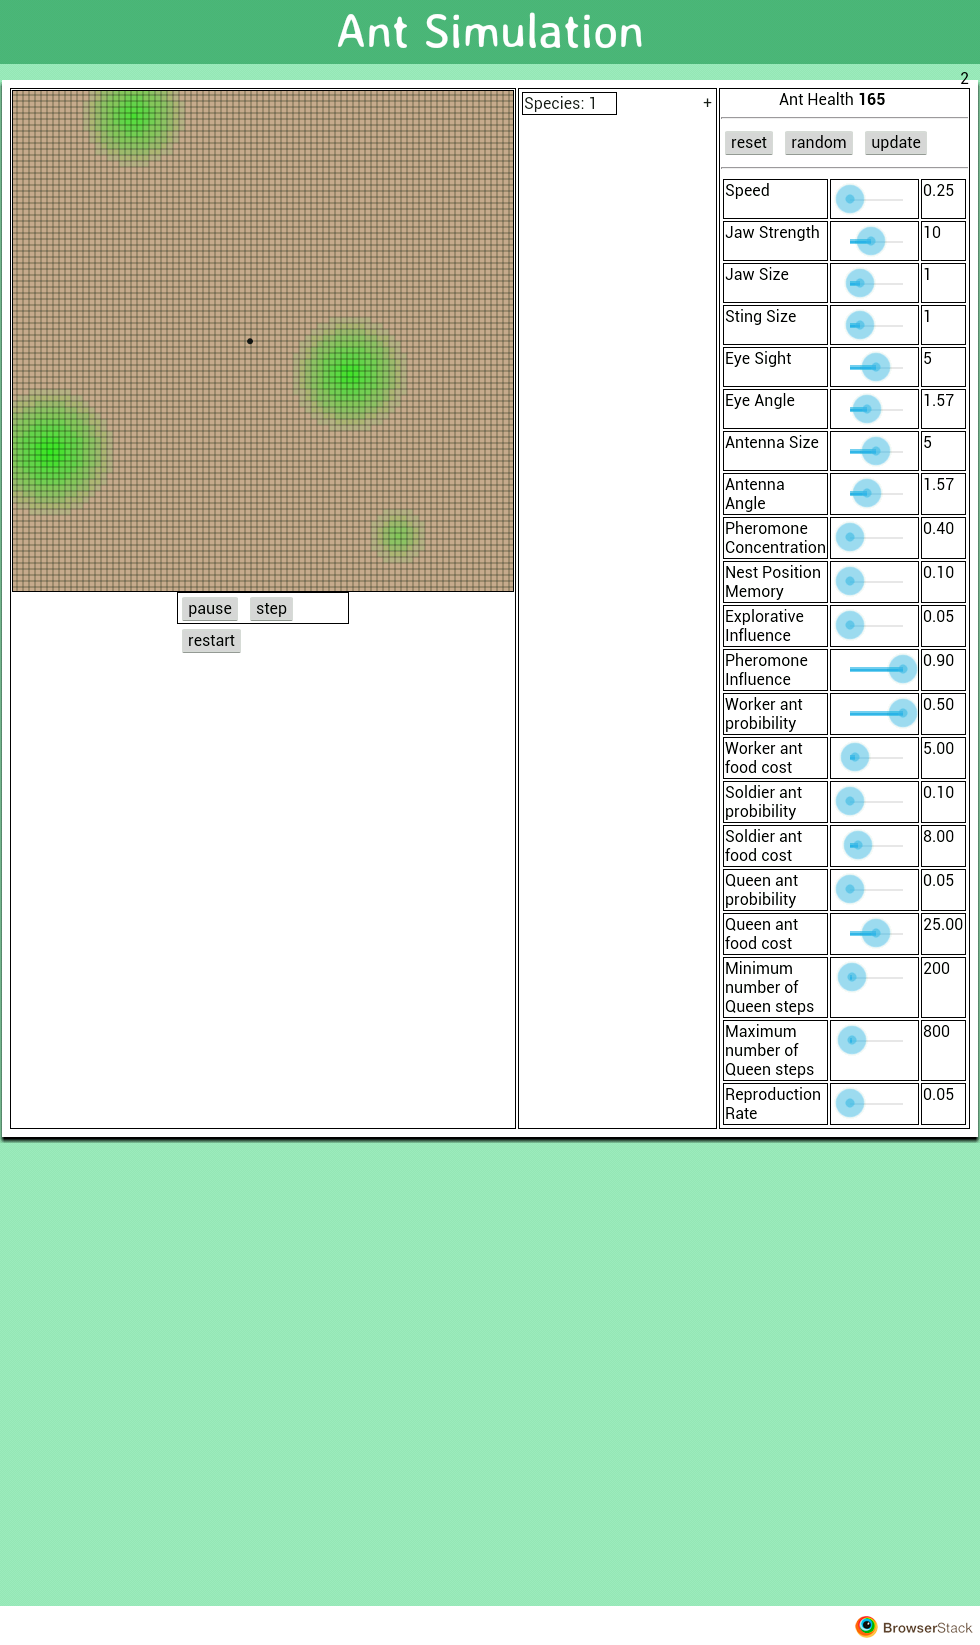 Ant Simulation
2
Species: 1 +
Ant Health 165
reset random update
Speed 0.25
Jaw Strength 10
Jaw Size 1
Sting Size 1
Eye Sight 5
Eye Angle 1.57
Antenna Size 5
Antenna
Angle 1.57
Pheromone
Concentration 0.40
Nest Position
Memory 0.10
Explorative
Influence 0.05
Pheromone
Influence 0.90
Worker ant
probibility 0.50
Worker ant
food cost 5.00
Soldier ant
probibility 0.10
Soldier ant
food cost 8.00
Queen ant
probibility 0.05
Queen ant
food cost 25.00
Minimum
number of
Queen steps 200
Maximum
number of
Queen steps 800
Reproduction
Rate 0.05
pause step
restart
BrowserStack